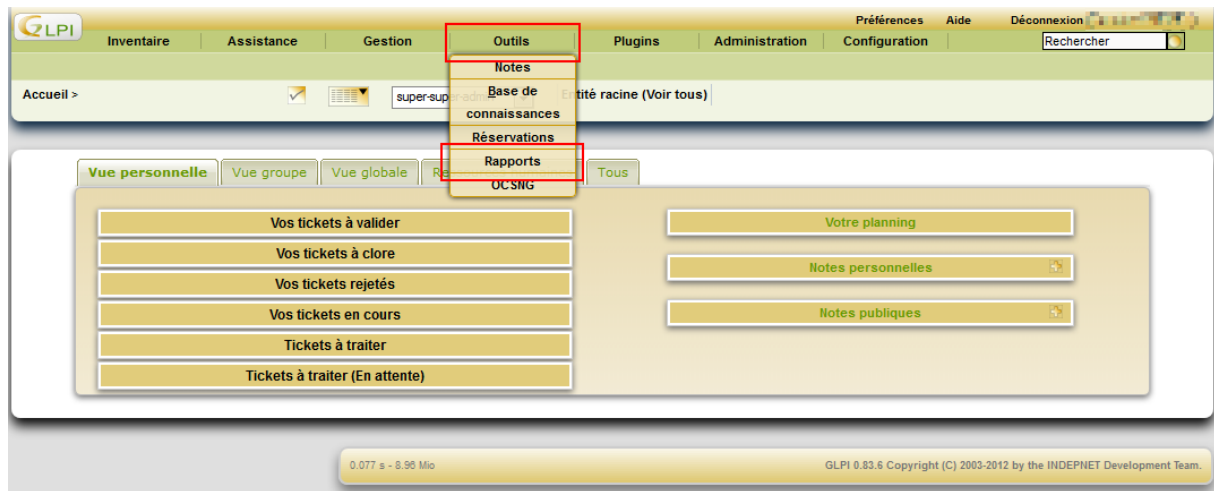 GLPI
Préférences Aide Déconnexion
Inventaire Assistance Gestion Outils Plugins Administration Configuration Rechercher
Notes
Accueil > super-super-admin Entité racine (Voir tous)
Base de
connaissances
Réservations
Rapports
OCSNG
Vue personnelle Vue groupe Vue globale Tous
Vos tickets à valider
Vos tickets à clore
Vos tickets rejetés
Vos tickets en cours
Tickets à traiter
Tickets à traiter (En attente)
Votre planning
Notes personnelles
Notes publiques
0.077 s - 8.96 Mio
GLPI 0.83.6 Copyright (C) 2003-2012 by the INDEPNET Development Team.